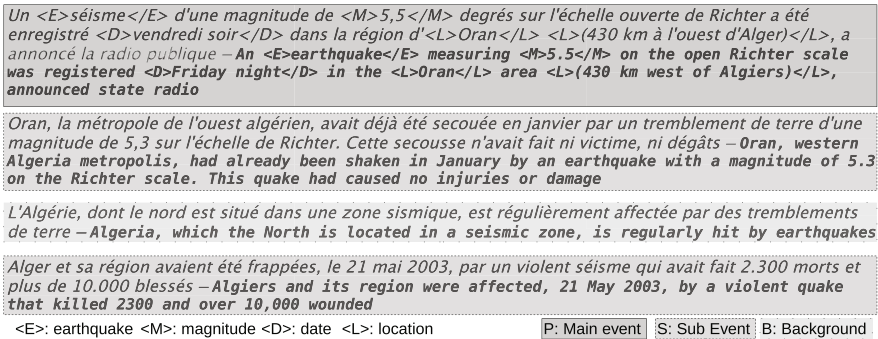 Un <E>séisme</E> d'une magnitude de <M>5,5</M> degrés sur l'échelle ouverte de Richter a été
enregistré <D>vendredi soir</D> dans la région d'<L>Oran</L> <L>(430 km à l'ouest d'Alger)</L>, a
annoncé la radio publique – An <E>earthquake</E> measuring <M>5.5</M> on the open Richter scale
was registered <D>Friday night</D> in the <L>Oran</L> area <L>(430 km west of Algiers)</L>,
announced state radio
Oran, la métropole de l'ouest algérien, avait déjà été secouée en janvier par un tremblement de terre d'une
magnitude de 5,3 sur l'échelle de Richter. Cette secousse n'avait fait ni victime, ni dégâts – Oran, western
Algeria metropolis, had already been shaken in January by an earthquake with a magnitude of 5.3
on the Richter scale. This quake had caused no injuries or damage
L'Algérie, dont le nord est situé dans une zone sismique, est régulièrement affectée par des tremblements
de terre – Algeria, which the North is located in a seismic zone, is regularly hit by earthquakes
Alger et sa région avaient été frappées, le 21 mai 2003, par un violent séisme qui avait fait 2.300 morts et
plus de 10.000 blessés – Algiers and its region were affected, 21 May 2003, by a violent quake
that killed 2300 and over 10,000 wounded
<E>: earthquake <M>: magnitude <D>: date <L>: location P: Main event S: Sub Event B: Background